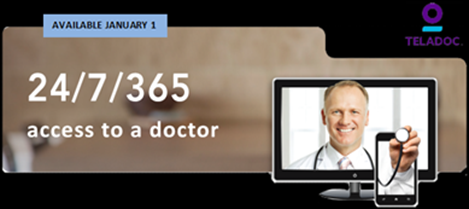 AVAILABLE JANUARY 1
TELADOC.
24/7/365
access to a doctor